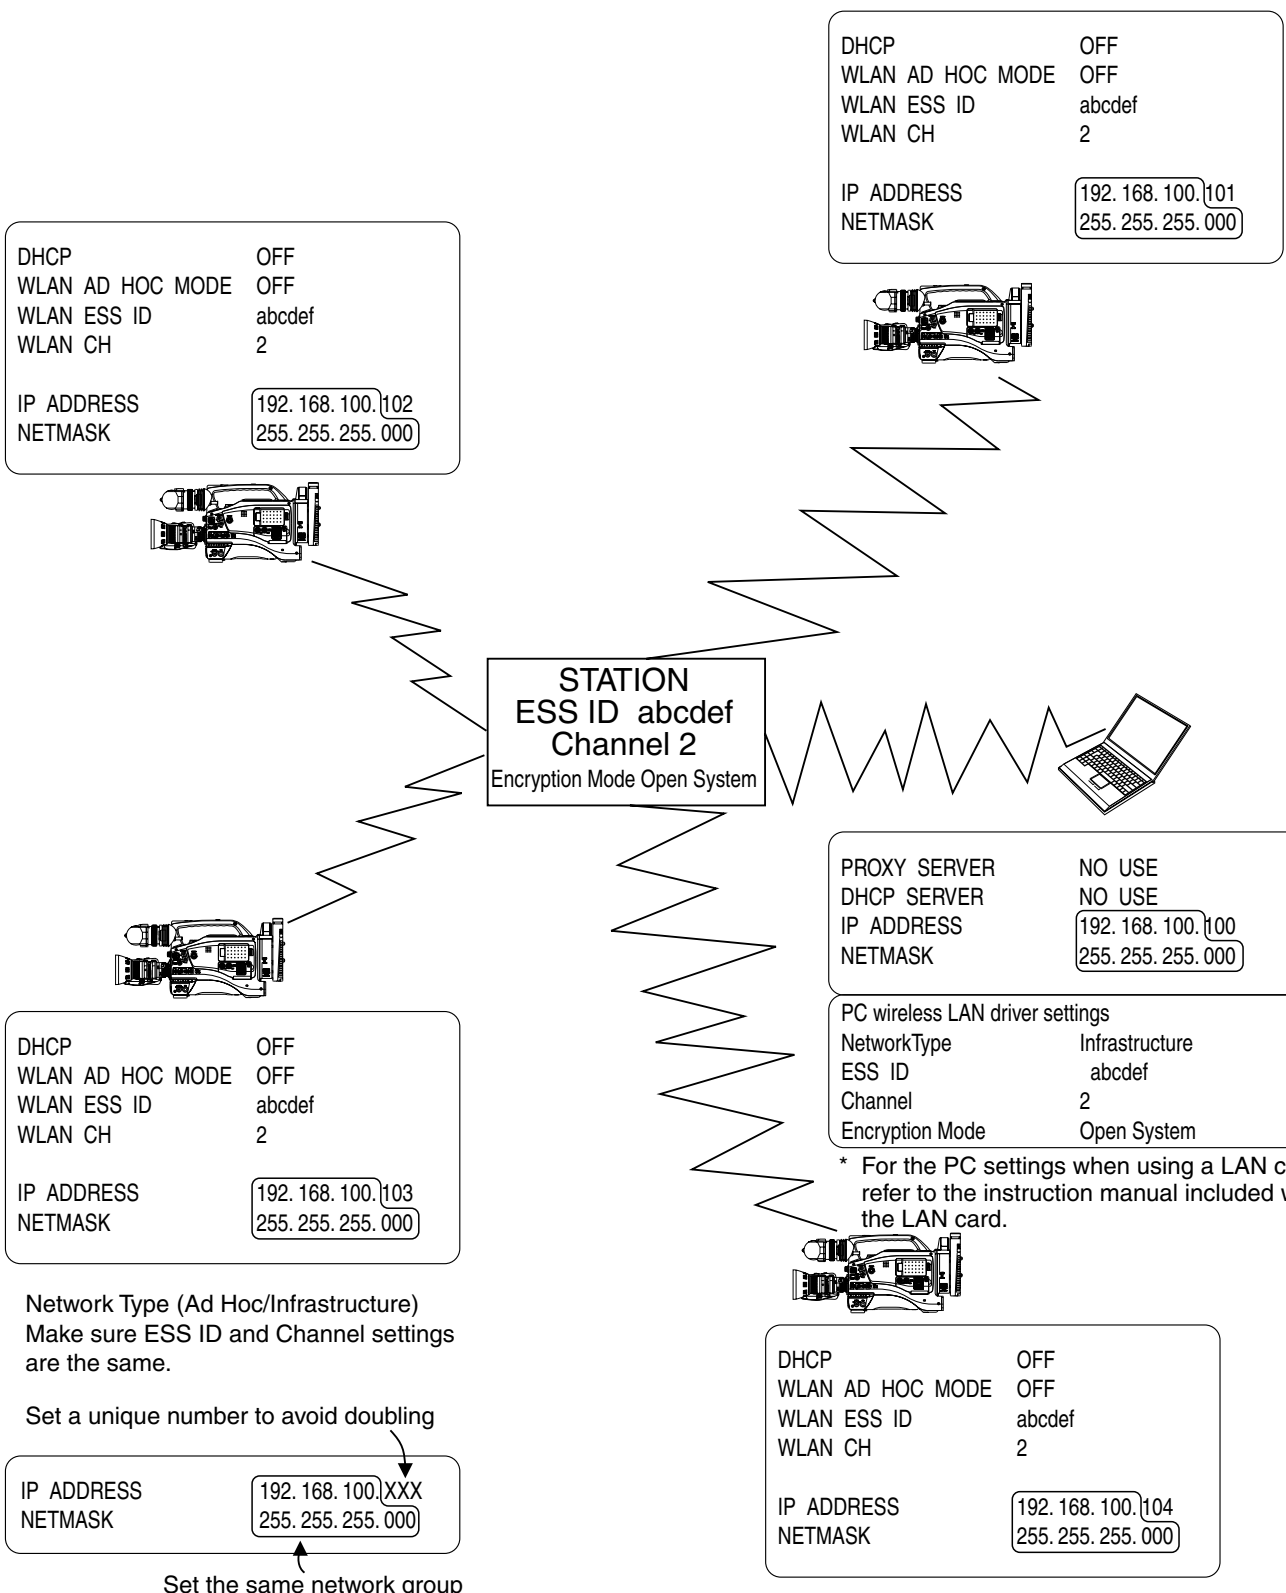 DHCP OFF
WLAN AD HOC MODE OFF
WLAN ESS ID abcdef
WLAN CH 2
IP ADDRESS 192. 168. 100. 101
NETMASK 255. 255. 255. 000
DHCP OFF
WLAN AD HOC MODE OFF
WLAN ESS ID abcdef
WLAN CH 2
IP ADDRESS 192. 168. 100. 102
NETMASK 255. 255. 255. 000
STATION
ESS ID abcdef
Channel 2
Encryption Mode Open System
PROXY SERVER NO USE
DHCP SERVER NO USE
IP ADDRESS 192. 168. 100. 100
NETMASK 255. 255. 255. 000
PC wireless LAN driver settings
NetworkType Infrastructure
ESS ID abcdef
Channel 2
Encryption Mode Open System
* For the PC settings when using a LAN
refer to the instruction manual included
the LAN card.
DHCP OFF
WLAN AD HOC MODE OFF
WLAN ESS ID abcdef
WLAN CH 2
IP ADDRESS 192. 168. 100. 103
NETMASK 255. 255. 255. 000
Network Type (Ad Hoc/Infrastructure)
Make sure ESS ID and Channel settings
are the same.
Set a unique number to avoid doubling
IP ADDRESS 192. 168. 100. XXX
NETMASK 255. 255. 255. 000
Set the same network group
DHCP OFF
WLAN AD HOC MODE OFF
WLAN ESS ID abcdef
WLAN CH 2
IP ADDRESS 192. 168. 100. 104
NETMASK 255. 255. 255. 000